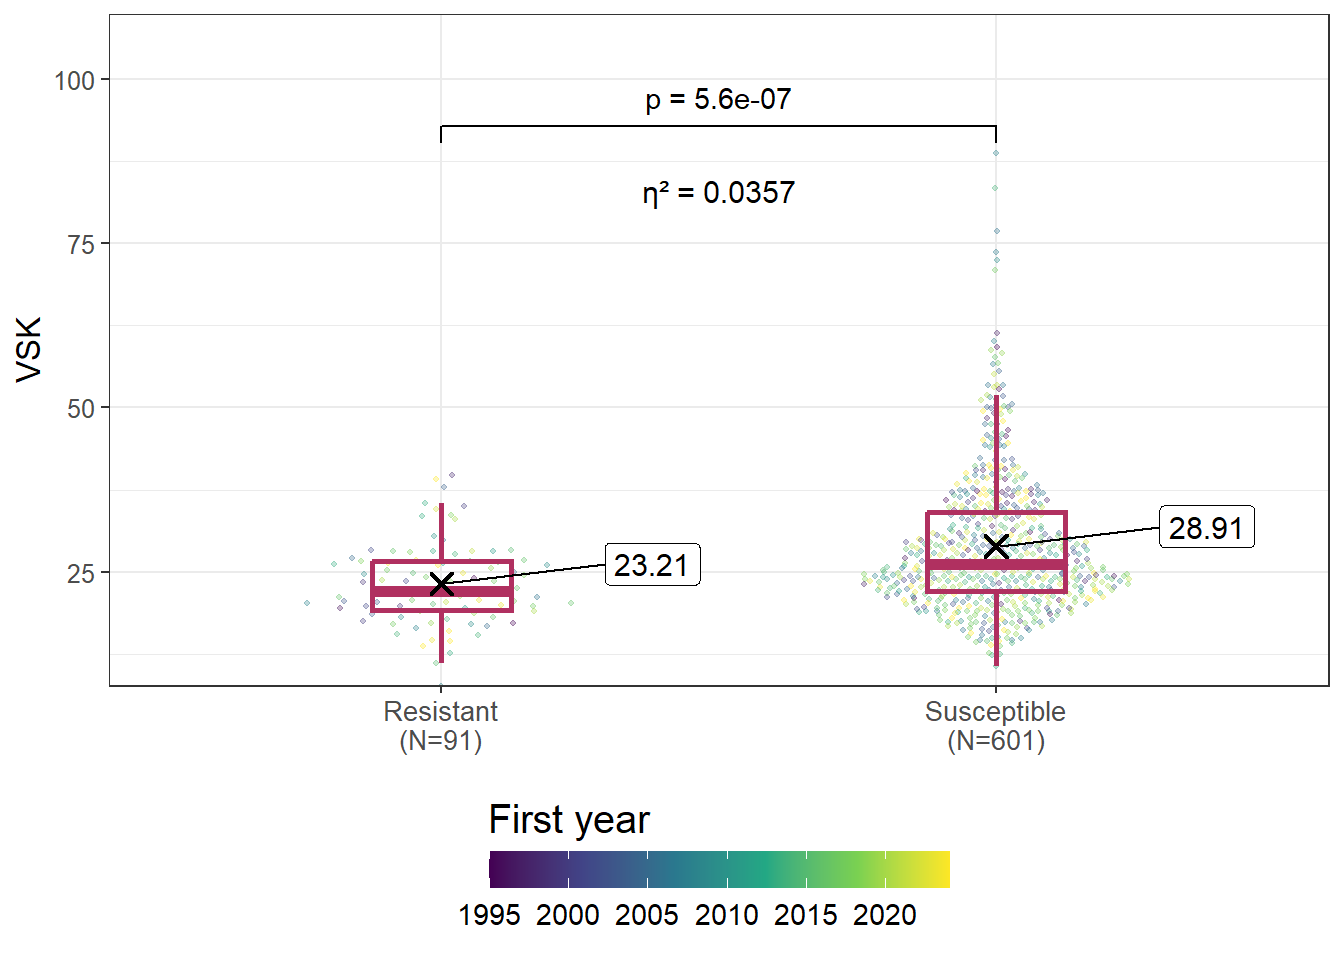 100
75
50
25
VSK
p = 5.6e-07
η² = 0.0357
23.21
28.91
Resistant
(N=91)
Susceptible
(N=601)
First year
1995 2000 2005 2010 2015 2020